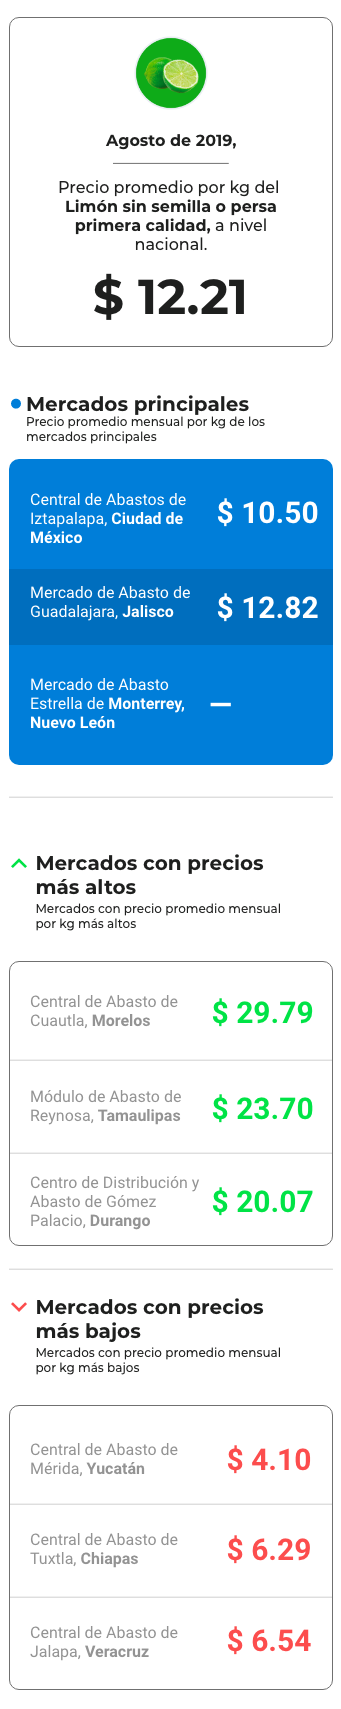 Agosto de 2019,
Precio promedio por kg del
Limón sin semilla o persa
primera calidad, a nivel
nacional.
$ 12.21
Mercados principales
Precio promedio mensual por kg de los
mercados principales
Central de Abastos de
Iztapalapa, Ciudad de
México
$ 10.50
Mercado de Abasto de
Guadalajara, Jalisco
$ 12.82
Mercado de Abasto
Estrella de Monterrey,
Nuevo León
—
Mercados con precios
más altos
Mercados con precio promedio mensual
por kg más altos
Central de Abasto de
Cuautla, Morelos
$ 29.79
Módulo de Abasto de
Reynosa, Tamaulipas
$ 23.70
Centro de Distribución y
Abasto de Gómez
Palacio, Durango
$ 20.07
Mercados con precios
más bajos
Mercados con precio promedio mensual
por kg más bajos
Central de Abasto de
Mérida, Yucatán
$ 4.10
Central de Abasto de
Tuxtla, Chiapas
$ 6.29
Central de Abasto de
Jalapa, Veracruz
$ 6.54